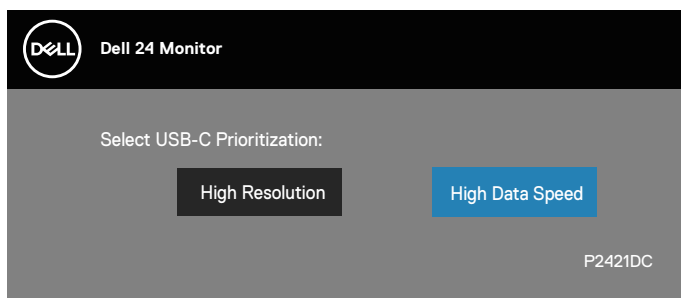 DELL Dell 24 Monitor
Select USB-C Prioritization:
High Resolution High Data Speed
P2421DC